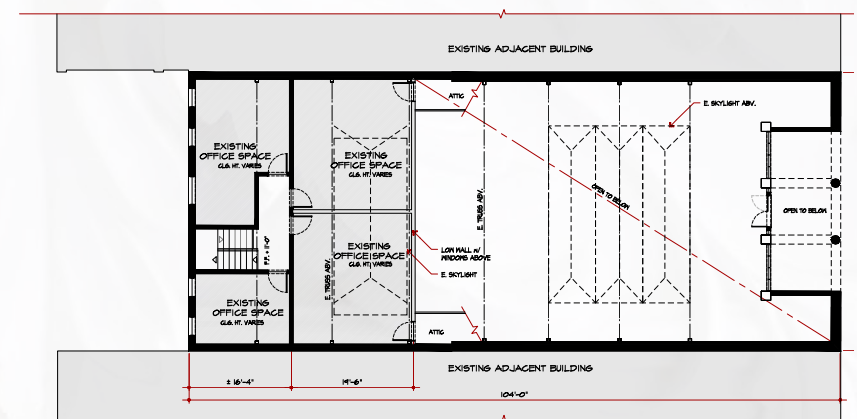 EXISTING ADJACENT BUILDING
ATTIC
E. SKYLIGHT ABV.
EXISTING
OFFICE SPACE
CLG. HT. VARIES
EXISTING
OFFICE SPACE
CLG. HT. VARIES
E. TRUSS ABV.
OPEN TO BELOW
OPEN TO BELOW
EXISTING
OFFICE SPACE
CLG. HT. VARIES
LOW WALL W/
WINDOWS ABOVE
E. SKYLIGHT
E. TRUSS ABV.
EXISTING
OFFICE SPACE
CLG. HT. VARIES
ATTIC
EXISTING ADJACENT BUILDING
± 16'-4"
19'-6"
104'-0"